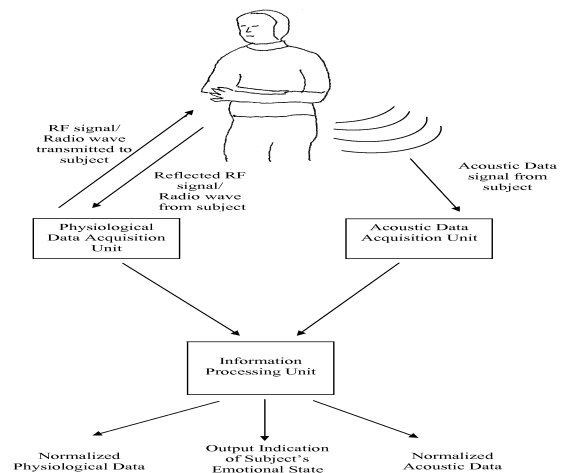 RF signal/
Radio wave
transmitted to
subject
Reflected RF
signal/
Radio wave
from subject
Acoustic Data
signal from
subject
Physiological
Data Acquisition
Unit
Acoustic Data
Acquisition Unit
Information
Processing Unit
Normalized
Physiological Data
Output Indication
of Subject's
Emotional State
Normalized
Acoustic Data